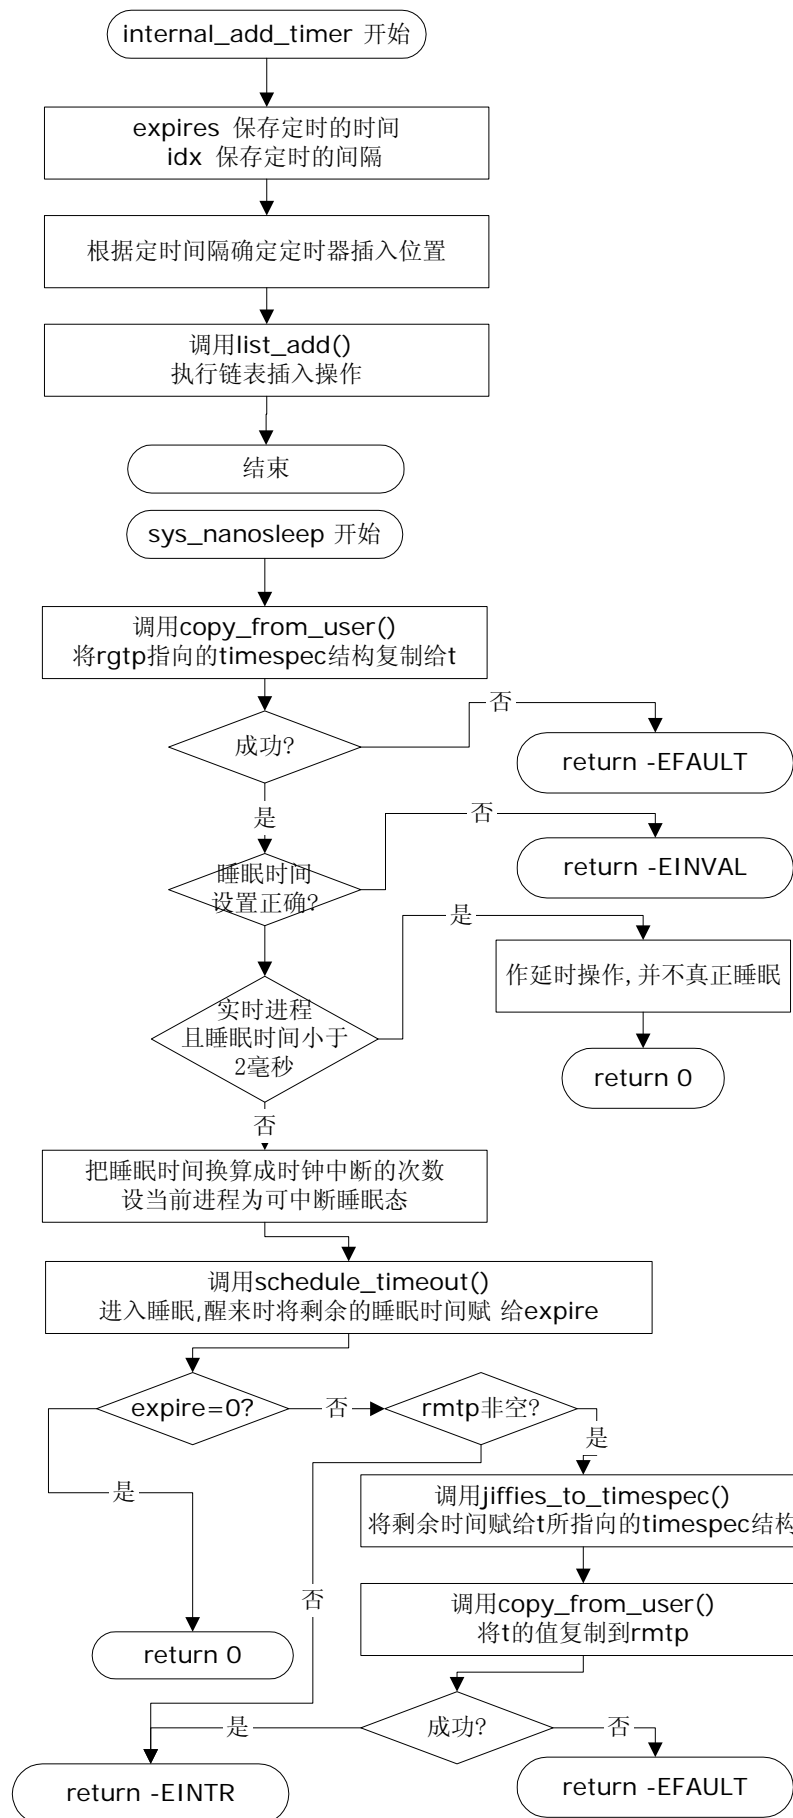 internal_add_timer 开始
expires 保存定时的时间
idx 保存定时的间隔
根据定时间隔确定定时器插入位置
调用list_add()
执行链表插入操作
结束
sys_nanosleep 开始
调用copy_from_user()
将rgtp指向的timespec结构复制给t
否
成功?
return -EFAULT
是
否
睡眠时间
设置正确?
return -EINVAL
是
作延时操作,并不真正睡眠
实时进程
且睡眠时间小于
2毫秒
return 0
否
把睡眠时间换算成时钟中断的次数
设当前进程为可中断睡眠态
调用schedule_timeout()
进入睡眠,醒来时将剩余的睡眠时间赋 给expire
expire=0?
否
rmtp非空?
是
是
调用jiffies_to_timespec()
将剩余时间赋给t所指向的timespec结构
否
调用copy_from_user()
将t的值复制到rmtp
return 0
是
成功?
否
return -EINTR
return -EFAULT